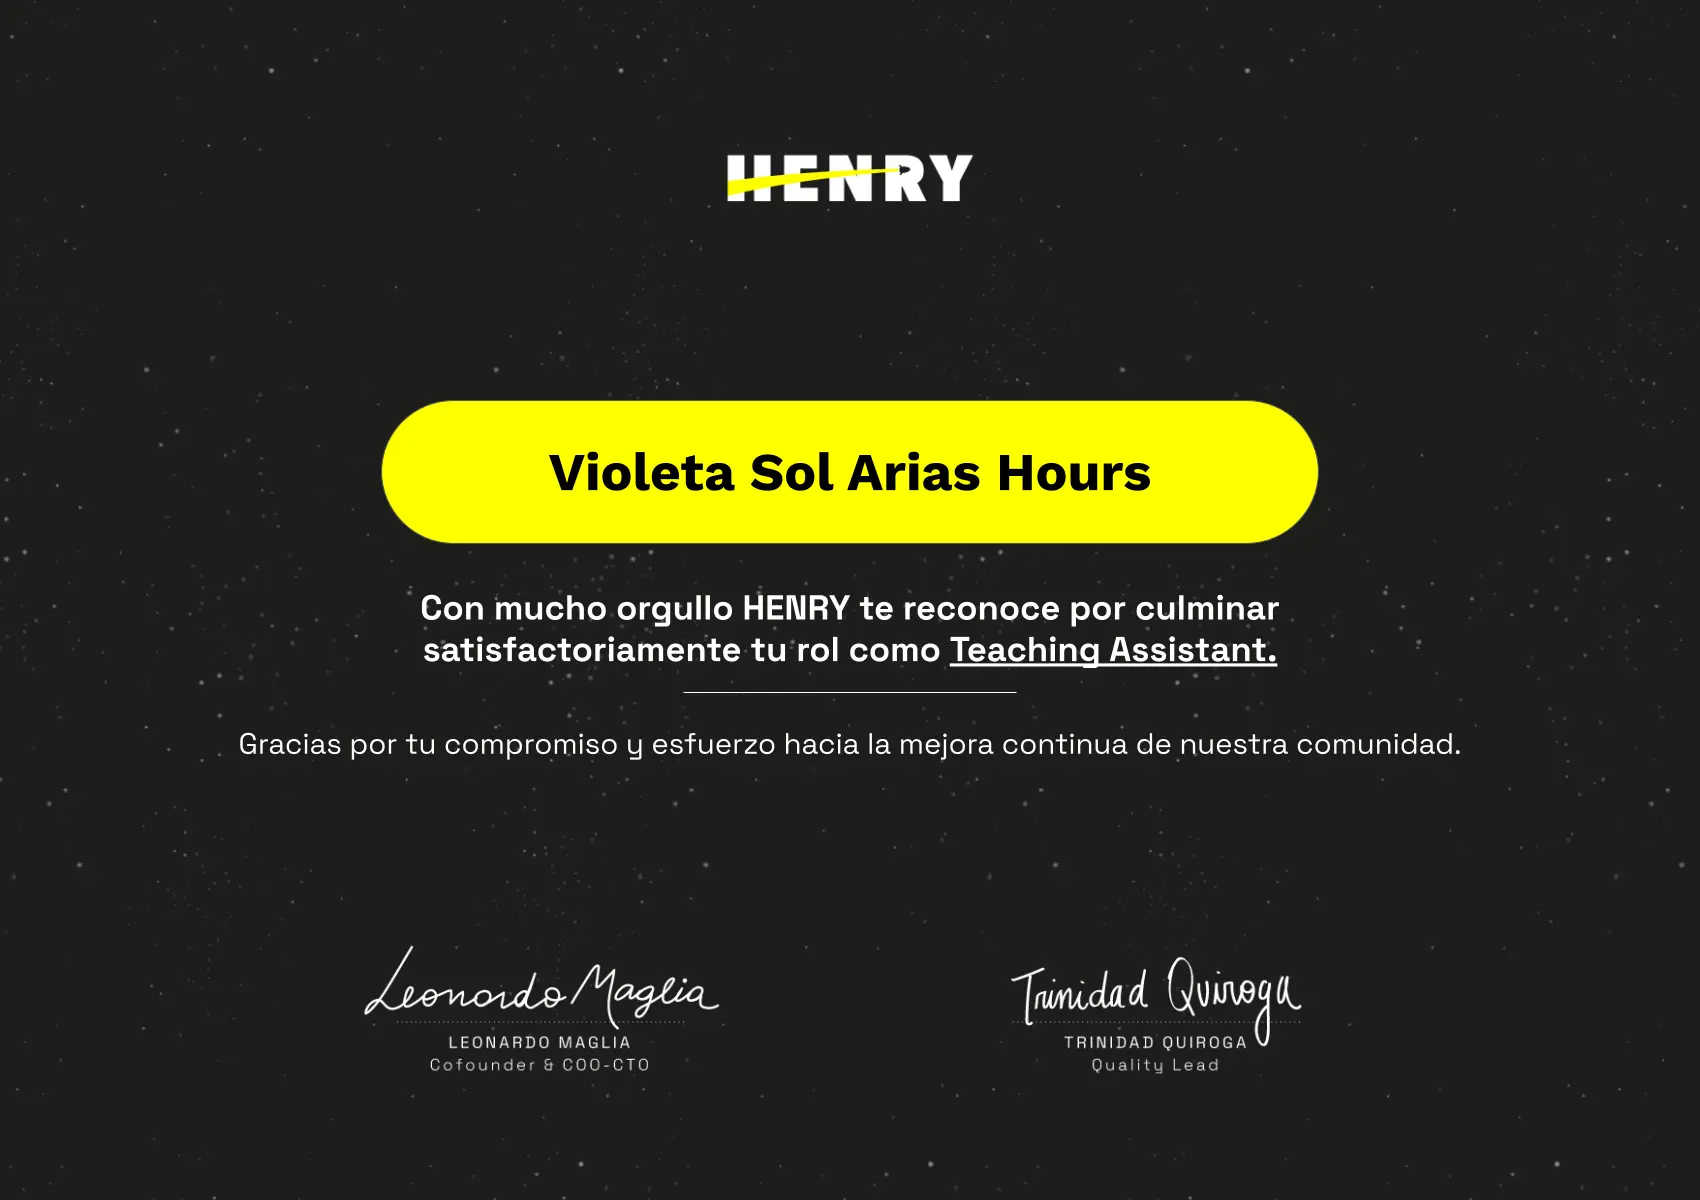 HENRY
Violeta Sol Arias Hours
Con mucho orgullo HENRY te reconoce por culminar
satisfactoriamente tu rol como Teaching Assistant.
Gracias por tu compromiso y esfuerzo hacia la mejora continua de nuestra comunidad.
Leonardo Maglia
LEONARDO MAGLIA
Cofounder & COO-CTO
Trinidad Quiroga
TRINIDAD QUIROGA
Quality Lead